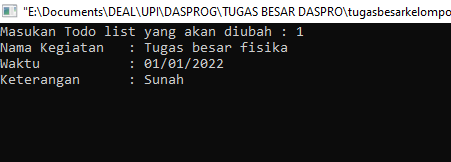 "E:\Documents\DEAL\UPI\DASPROG\TUGAS BESAR DASPRO\tugasbesarkelompo
Masukan Todo list yang akan diubah : 1
Nama Kegiatan   : Tugas besar fisika
Waktu           : 01/01/2022
Keterangan      : Sunah